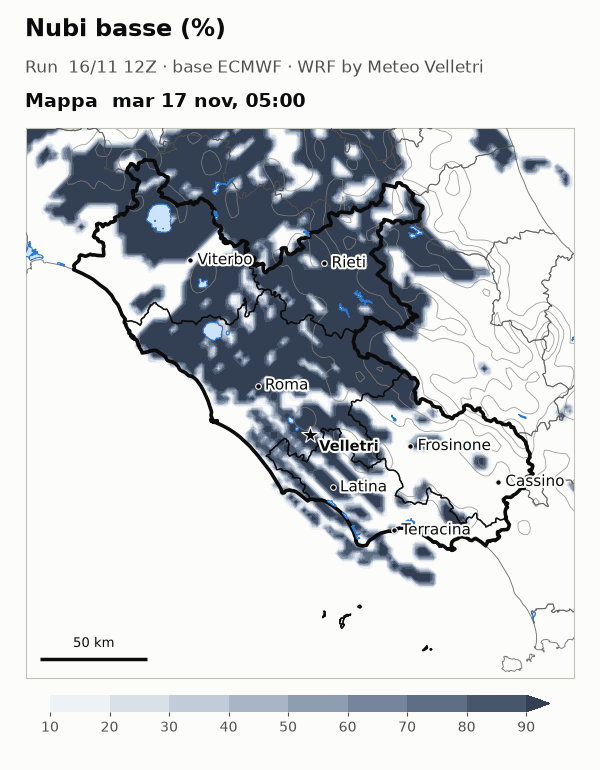 Nubi basse (%)
Run  16/11 12Z · base ECMWF · WRF by Meteo Velletri
Mappa  mar 17 nov, 05:00
Viterbo
Rieti
Roma
Velletri
Frosinone
Latina
Cassino
Terracina
50 km
10 20 30 40 50 60 70 80 90